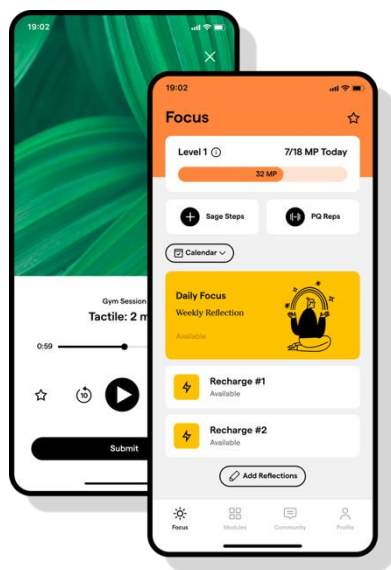 19:02
Gym Session
Tactile: 2 m
0:59
10
Submit
19:02
Focus
Level 1
7/18 MP Today
32 MP
Sage Steps
PQ Reps
Calendar
Daily Focus
Weekly Reflection
Available
Recharge #1
Available
Recharge #2
Available
Add Reflections
Focus
Modules
Community
Profile